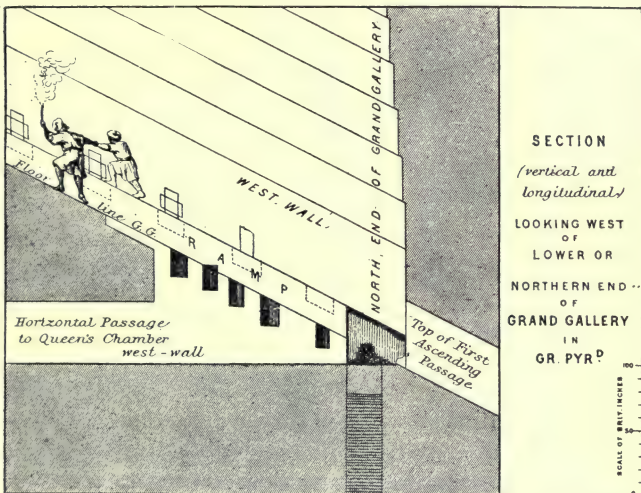 NORTH, END OF GRAND GALLERY
WEST WALL,
Floor line G.G.
RAMP
Horizontal Passage
to Queen's Chamber
west-wall
Top of First
Ascending
Passage
SECTION
(vertical and
longitudinal)
LOOKING WEST
OF
LOWER OR
NORTHERN END
OF
GRAND GALLERY
IN
GR. PYRD
SCALE OF BRIT. INCHES
100
50
0